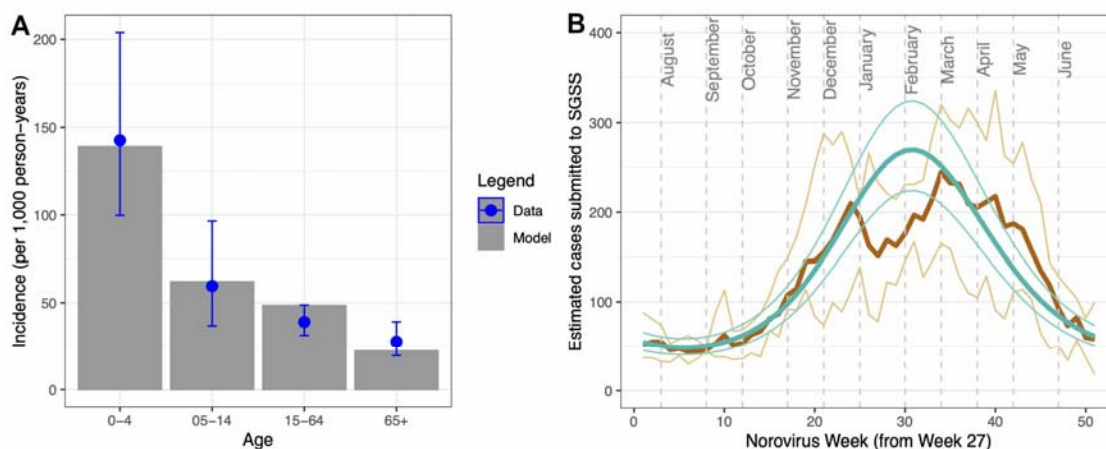 A
Incidence (per 1,000 person−years)
200
150
100
50
0
0−4
05−14
15−64
65+
Age
Legend
Data
Model
B
Estimated cases submitted to SGSS
400
300
200
100
0
August
September
October
November
December
January
February
March
April
May
June
0
10
20
30
40
50
Norovirus Week (from Week 27)